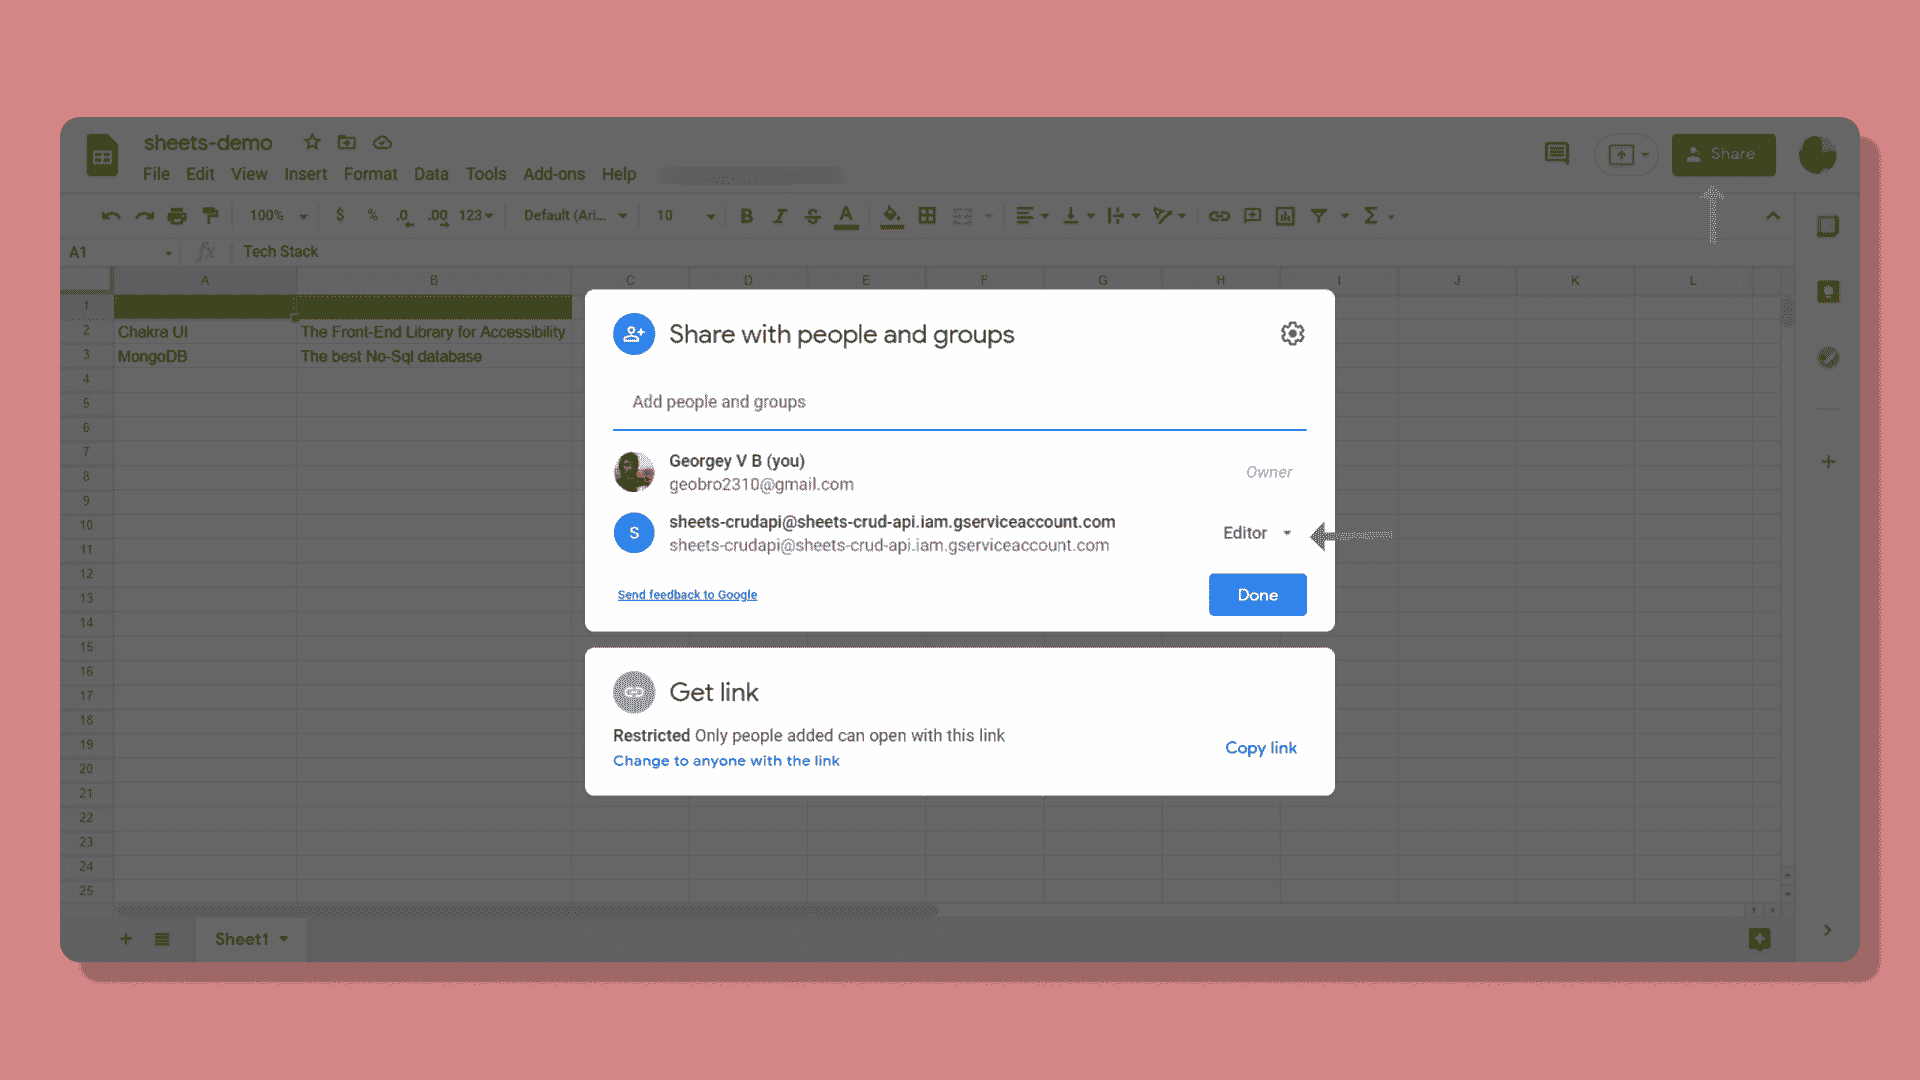 sheets-demo
File Edit View Insert Format Data Tools Add-ons Help
Share
100% $ % .0 .00 123 Default (Ari... 10 B I S A Σ
A1 fx Tech Stack
A B C D E F G H I J K L
1
2 Chakra UI The Front-End Library for Accessibility
3 MongoDB The best No-Sql database
4
5
6
7
8
9
10
11
12
13
14
15
16
17
18
19
20
21
22
23
24
25
Share with people and groups
Add people and groups
Georgey V B (you)
geobro2310@gmail.com
Owner
S
sheets-crudapi@sheets-crud-api.iam.gserviceaccount.com
sheets-crudapi@sheets-crud-api.iam.gserviceaccount.com
Editor
Send feedback to Google
Done
Get link
Restricted Only people added can open with this link
Change to anyone with the link
Copy link
Sheet1